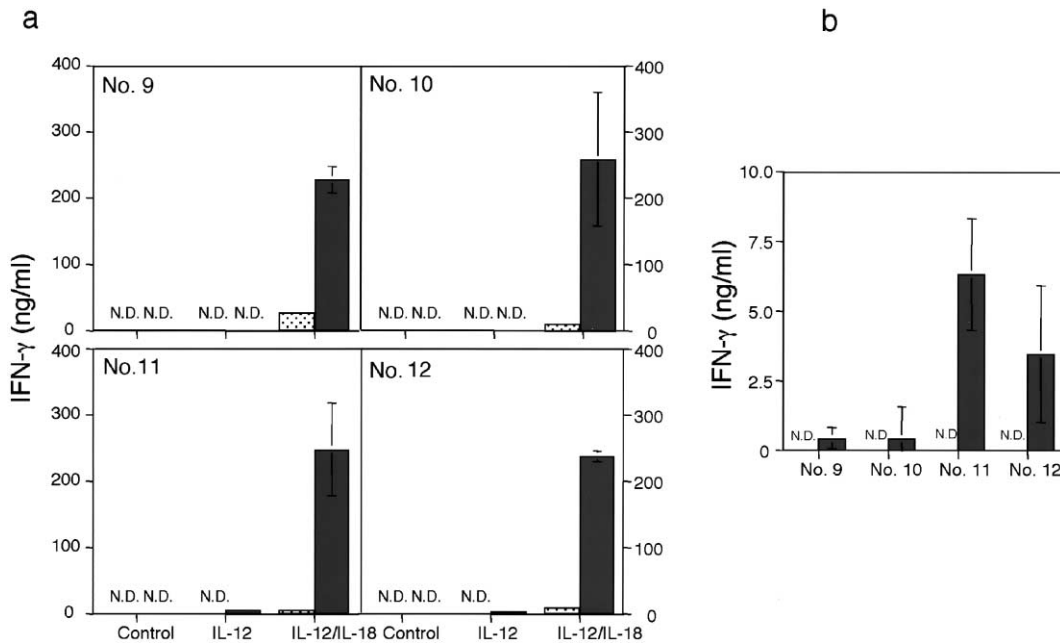 a
b
IFN-γ (ng/ml)
400
300
200
100
0
No. 9
N.D. N.D.
N.D. N.D.
No. 10
N.D. N.D.
N.D. N.D.
400
300
200
100
0
400
300
200
100
0
No.11
N.D. N.D.
N.D.
No. 12
N.D. N.D.
N.D.
400
300
200
100
0
Control IL-12 IL-12/IL-18 Control IL-12 IL-12/IL-18
IFN-γ (ng/ml)
10.0
7.5
5.0
2.5
0
N.D. N.D. N.D. N.D.
No. 9 No. 10 No. 11 No. 12